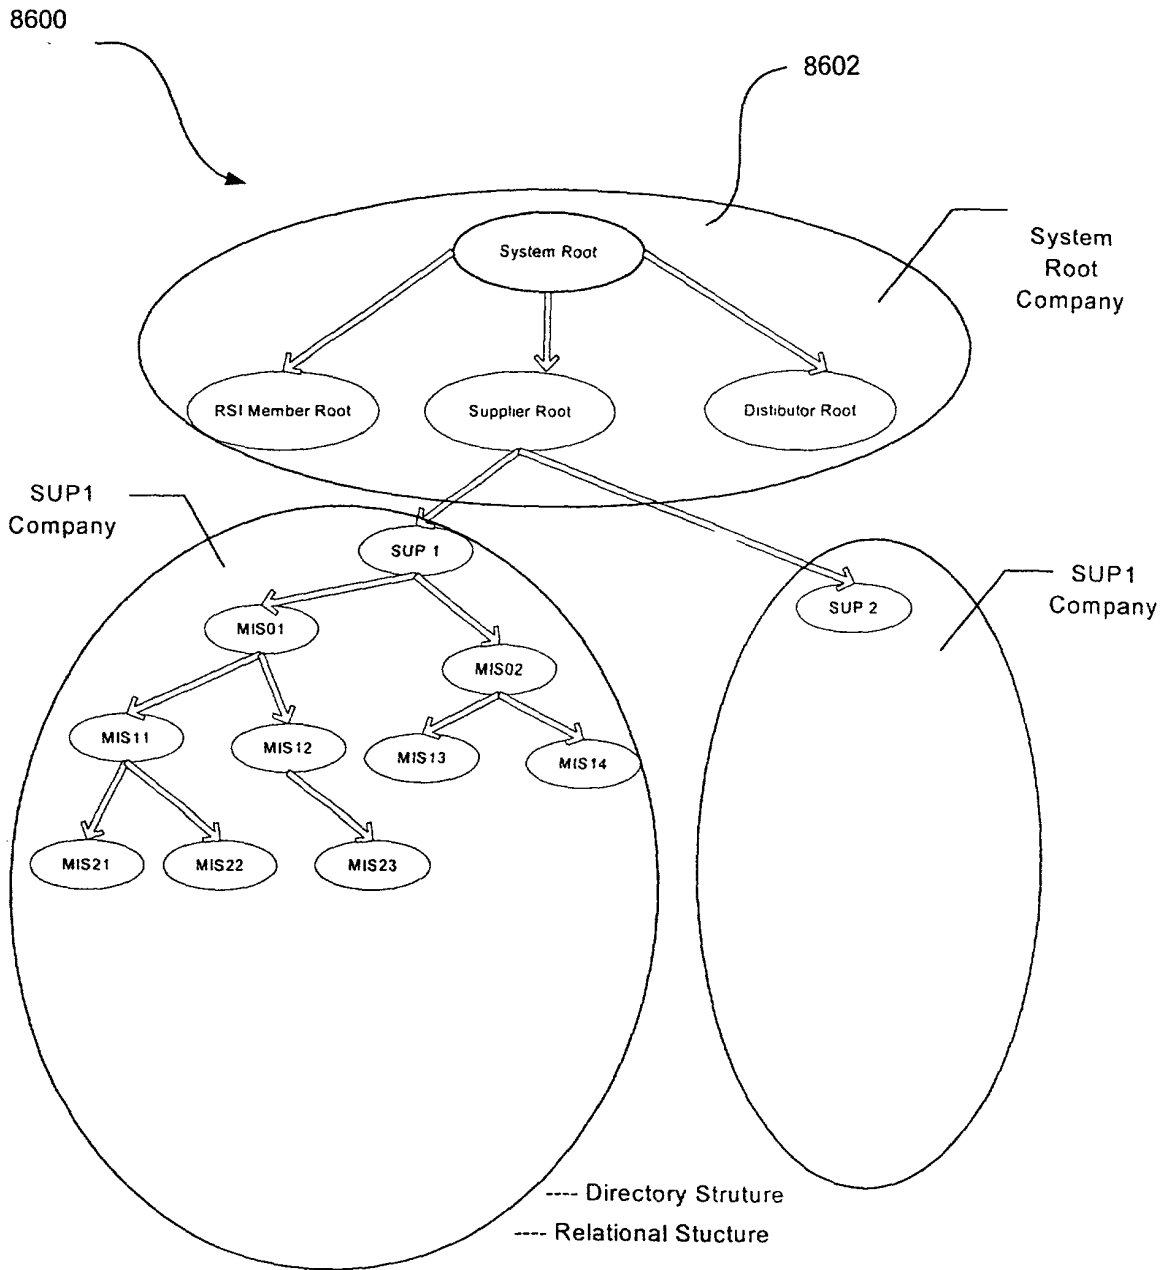 8600
8602
System Root
System
Root
Company
RSI Member Root
Supplier Root
Distibutor Root
SUP1
Company
SUP 1
SUP1
Company
SUP 2
MIS01
MIS02
MIS11
MIS12
MIS13
MIS14
MIS21
MIS22
MIS23
---- Directory Struture
---- Relational Stucture